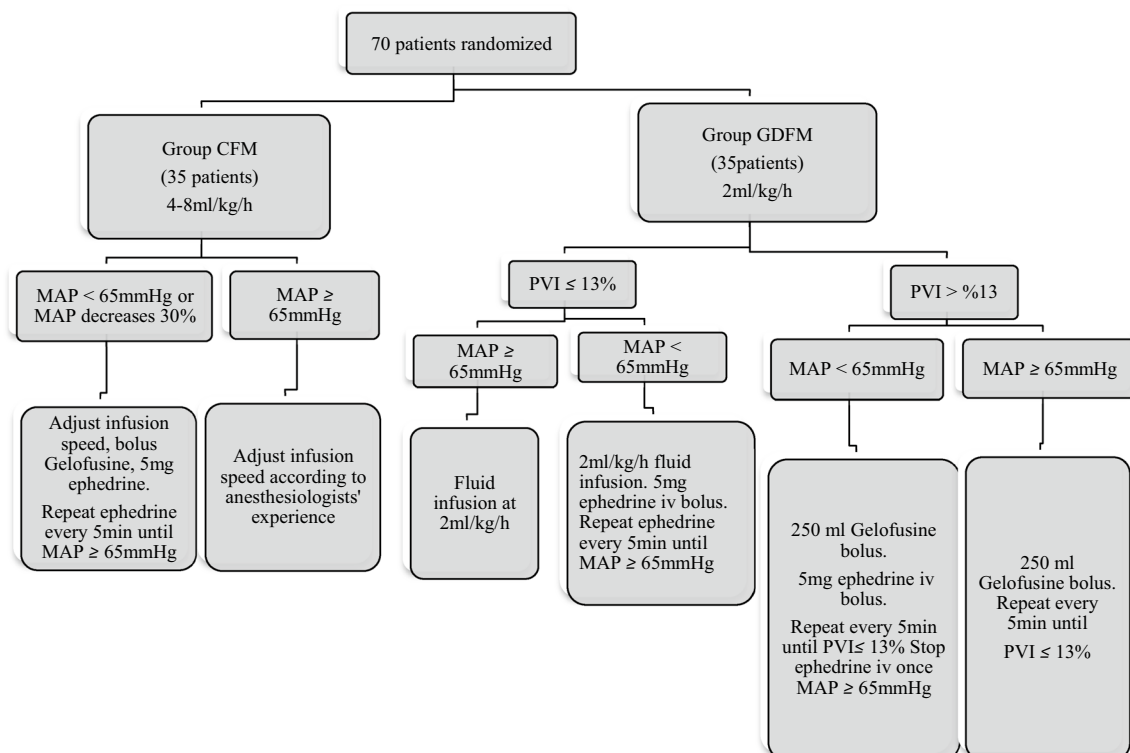 70 patients randomized
Group CFM
(35 patients)
4-8ml/kg/h
Group GDFM
(35patients)
2ml/kg/h
MAP < 65mmHg or
MAP decreases 30%
MAP ≥
65mmHg
PVI ≤ 13%
PVI > %13
MAP ≥
65mmHg
MAP <
65mmHg
MAP < 65mmHg
MAP ≥ 65mmHg
Adjust infusion
speed, bolus
Gelofusine, 5mg
ephedrine.
Repeat ephedrine
every 5min until
MAP ≥ 65mmHg
Adjust infusion
speed according to
anesthesiologists'
experience
Fluid
infusion at
2ml/kg/h
2ml/kg/h fluid
infusion. 5mg
ephedrine iv bolus.
Repeat ephedrine
every 5min until
MAP ≥ 65mmHg
250 ml Gelofusine
bolus.
5mg ephedrine iv
bolus.
Repeat every 5min
until PVI≤ 13% Stop
ephedrine iv once
MAP ≥ 65mmHg
250 ml
Gelofusine bolus.
Repeat every
5min until
PVI ≤ 13%